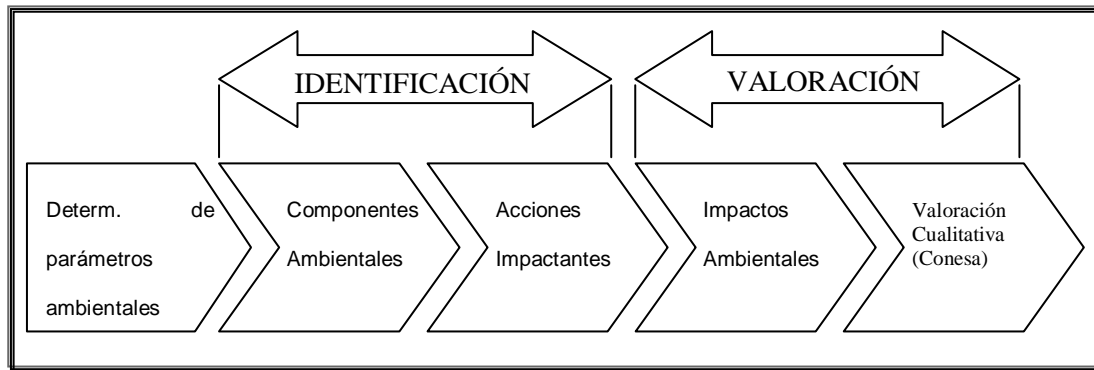 IDENTIFICACIÓN
VALORACIÓN
Determ. de
parámetros
ambientales
Componentes
Ambientales
Acciones
Impactantes
Impactos
Ambientales
Valoración
Cualitativa
(Conesa)